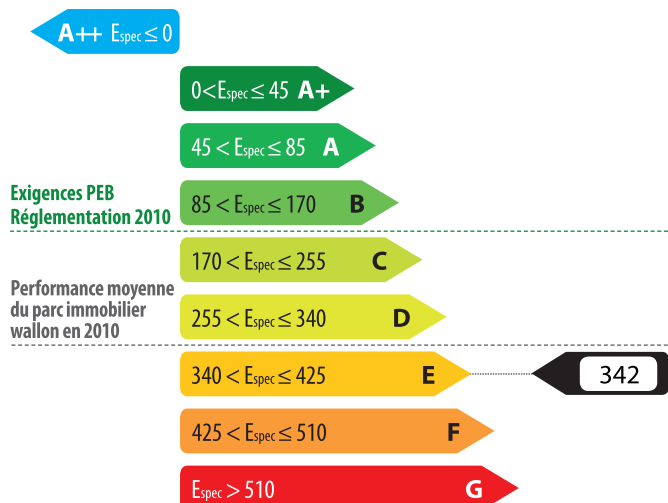 A++ Espec ≤ 0
0<Espec ≤ 45 A+
45 < Espec ≤ 85 A
Exigences PEB
Réglementation 2010
85 < Espec ≤ 170 B
170 < Espec ≤ 255 C
Performance moyenne
du parc immobilier
wallon en 2010
255 < Espec ≤ 340 D
340 < Espec ≤ 425 E
342
425 < Espec ≤ 510 F
Espec > 510 G